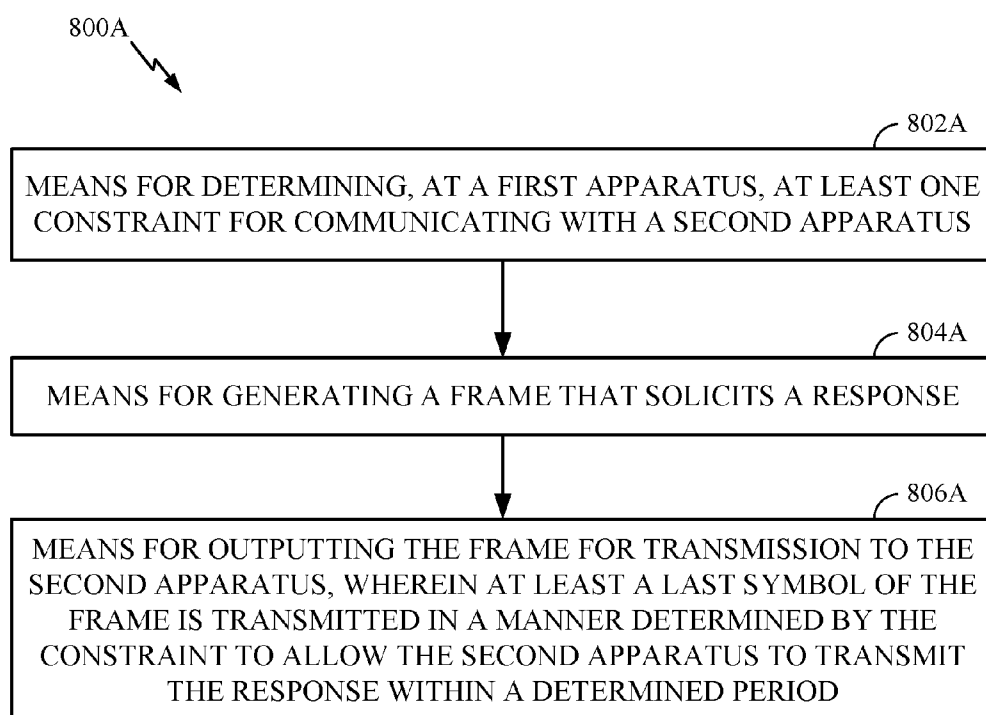 800A
802A
MEANS FOR DETERMINING, AT A FIRST APPARATUS, AT LEAST ONE
CONSTRAINT FOR COMMUNICATING WITH A SECOND APPARATUS
804A
MEANS FOR GENERATING A FRAME THAT SOLICITS A RESPONSE
806A
MEANS FOR OUTPUTTING THE FRAME FOR TRANSMISSION TO THE
SECOND APPARATUS, WHEREIN AT LEAST A LAST SYMBOL OF THE
FRAME IS TRANSMITTED IN A MANNER DETERMINED BY THE
CONSTRAINT TO ALLOW THE SECOND APPARATUS TO TRANSMIT
THE RESPONSE WITHIN A DETERMINED PERIOD